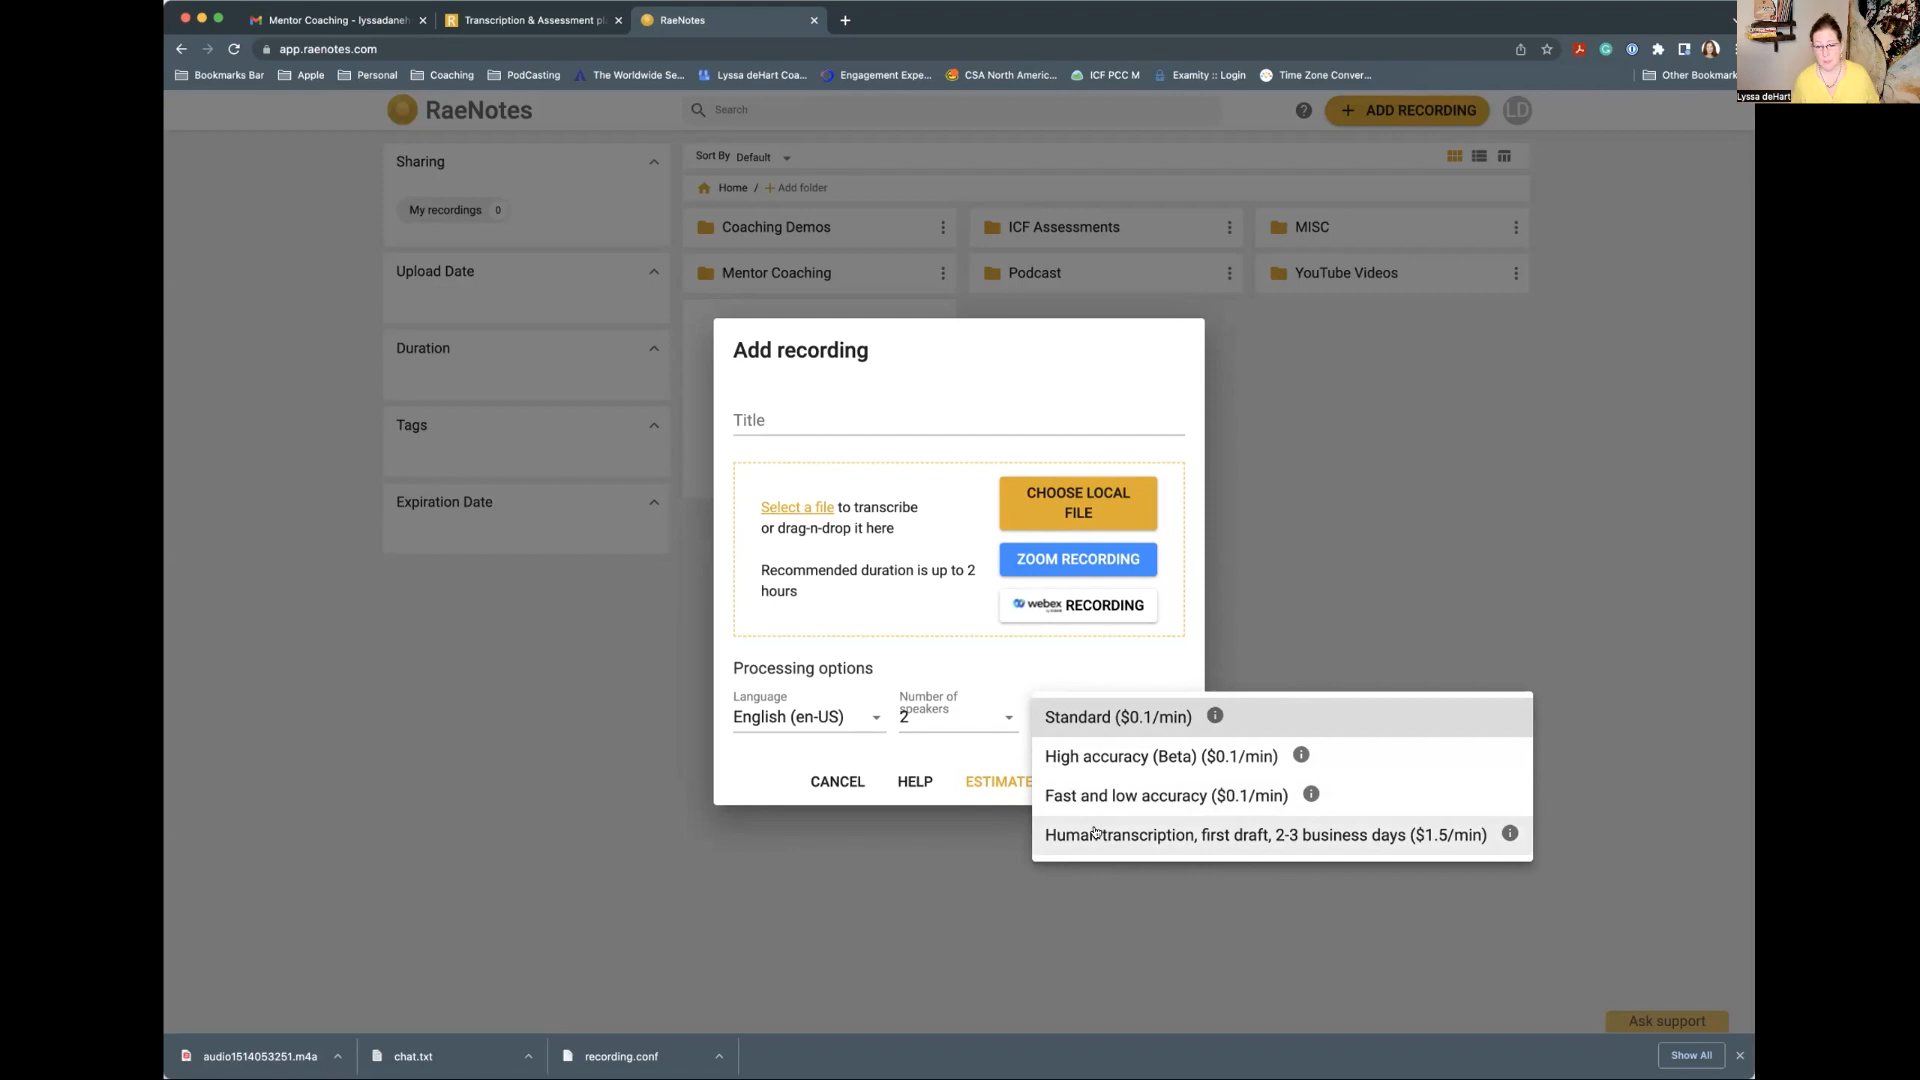 Mentor Coaching - lyssadaneh
Transcription & Assessment pl
RaeNotes
app.raenotes.com
Bookmarks Bar
Apple
Personal
Coaching
PodCasting
The Worldwide Se...
Lyssa deHart Coa...
Engagement Expe...
CSA North Americ...
ICF PCC M
Examity :: Login
Time Zone Conver...
Other Bookmark
Lyssa deHart
RaeNotes
Search
+ ADD RECORDING
LD
Sharing
My recordings 0
Upload Date
Duration
Tags
Expiration Date
Sort By Default
Home / + Add folder
Coaching Demos
ICF Assessments
MISC
Mentor Coaching
Podcast
YouTube Videos
Add recording
Title
Select a file to transcribe
or drag-n-drop it here
Recommended duration is up to 2
hours
CHOOSE LOCAL
FILE
ZOOM RECORDING
webex RECORDING
Processing options
Language
English (en-US)
Number of
speakers
2
Standard ($0.1/min)
High accuracy (Beta) ($0.1/min)
Fast and low accuracy ($0.1/min)
Human transcription, first draft, 2-3 business days ($1.5/min)
CANCEL
HELP
ESTIMATE
Ask support
audio1514053251.m4a
chat.txt
recording.conf
Show All